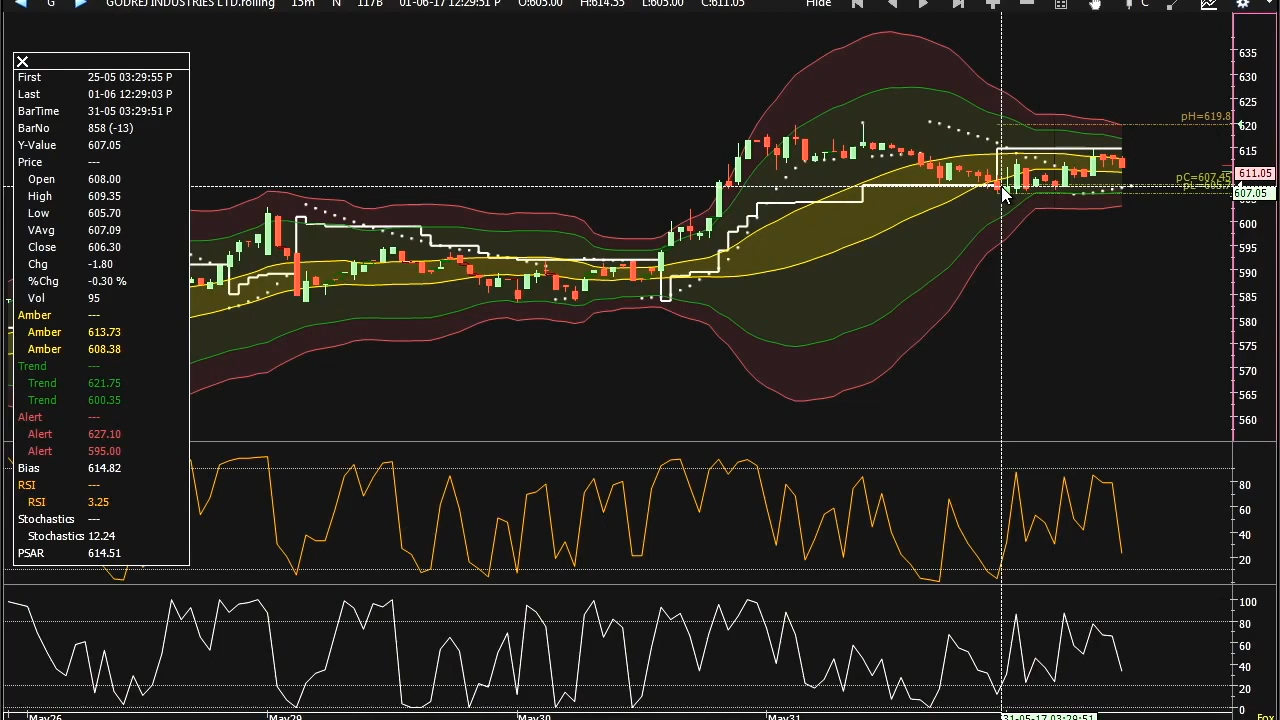 G GODREJ INDUSTRIES LTD.rolling 15m N 117B 01-06-17 12:29:51 P O:605.00 H:614.55 L:605.00 C:611.05 Hide C
First 25-05 03:29:55 P
Last 01-06 12:29:03 P
BarTime 31-05 03:29:51 P
BarNo 858 (-13)
Y-Value 607.05
Price ---
Open 608.00
High 609.35
Low 605.70
VAvg 607.09
Close 606.30
Chg -1.80
%Chg -0.30 %
Vol 95
Amber ---
Amber 613.73
Amber 608.38
Trend ---
Trend 621.75
Trend 600.35
Alert ---
Alert 627.10
Alert 595.00
Bias 614.82
RSI ---
RSI 3.25
Stochastics ---
Stochastics 12.24
PSAR 614.51
pH=619.8
pC=607.45
635
630
625
620
615
611.05
607.05
600
595
590
585
580
575
570
565
560
80
60
40
20
100
80
60
40
20
0
May26 May29 May30 May31 31-05-17 03:29:51 Fox